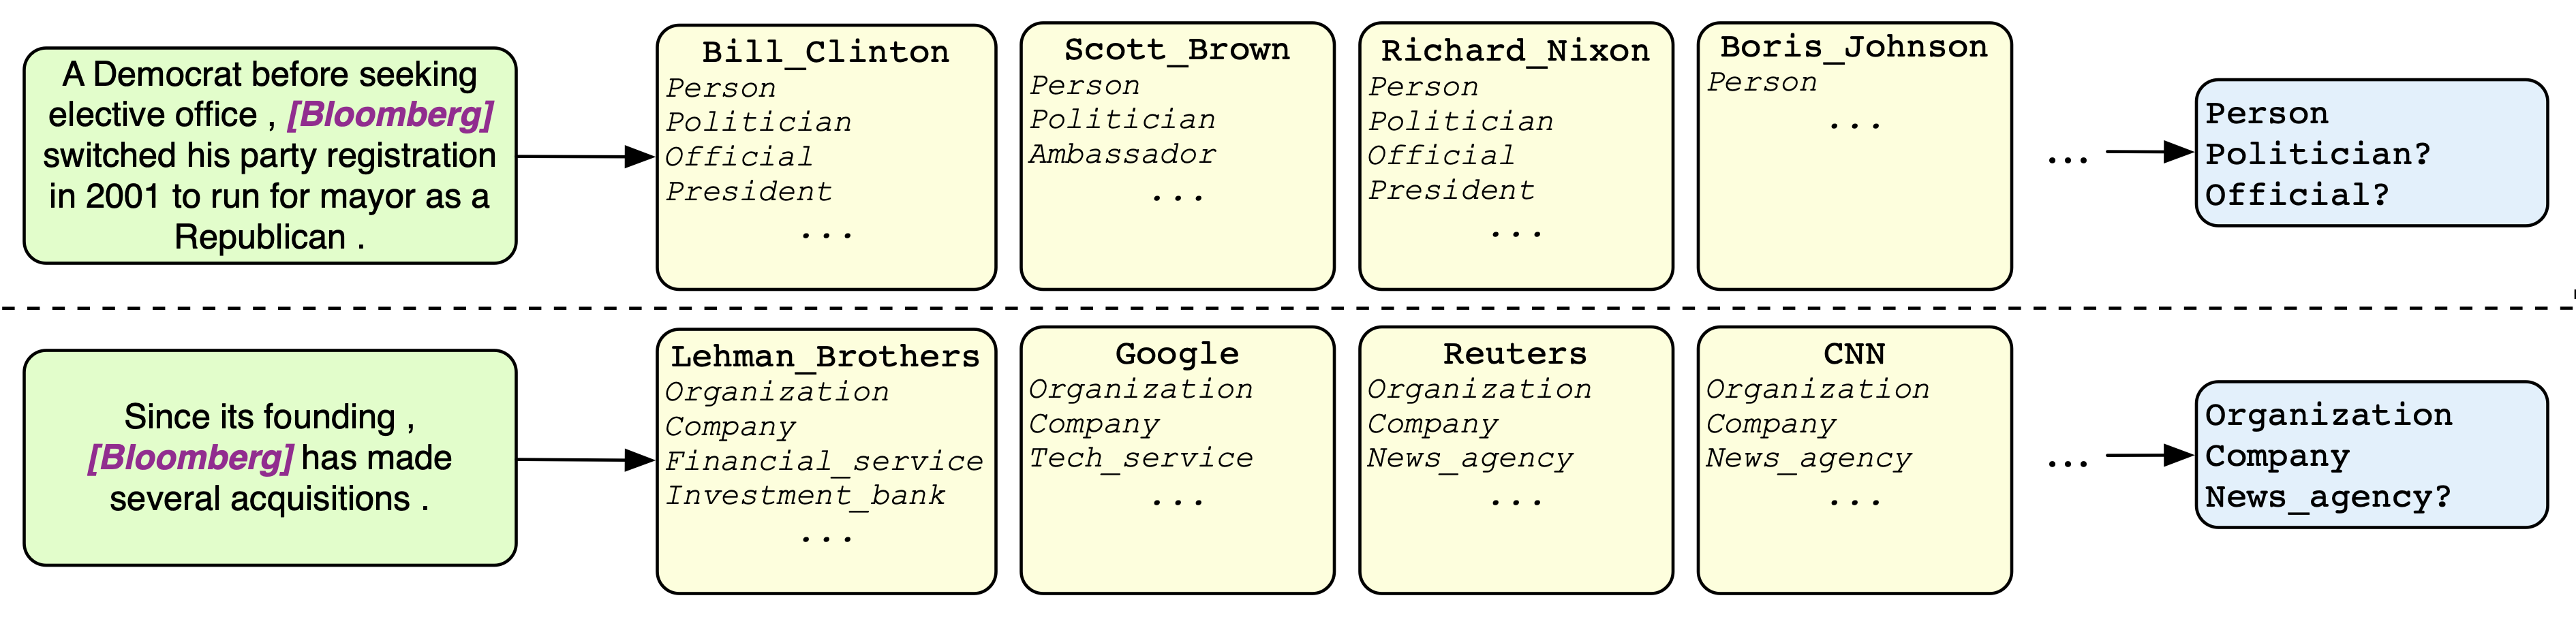 A Democrat before seeking
elective office , [Bloomberg]
switched his party registration
in 2001 to run for mayor as a
Republican .
Bill_Clinton
Person
Politician
Official
President
...
Scott_Brown
Person
Politician
Ambassador
...
Richard_Nixon
Person
Politician
Official
President
...
Boris_Johnson
Person
...
...
Person
Politician?
Official?
Since its founding ,
[Bloomberg] has made
several acquisitions .
Lehman_Brothers
Organization
Company
Financial_service
Investment_bank
...
Google
Organization
Company
Tech_service
...
Reuters
Organization
Company
News_agency
...
CNN
Organization
Company
News_agency
...
...
Organization
Company
News_agency?